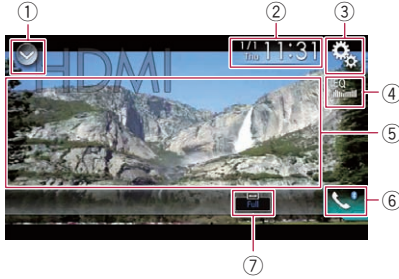 ① ② ③
1/1
Thu 11:31
HDMI
EQ
④
⑤
Full
⑥
⑦